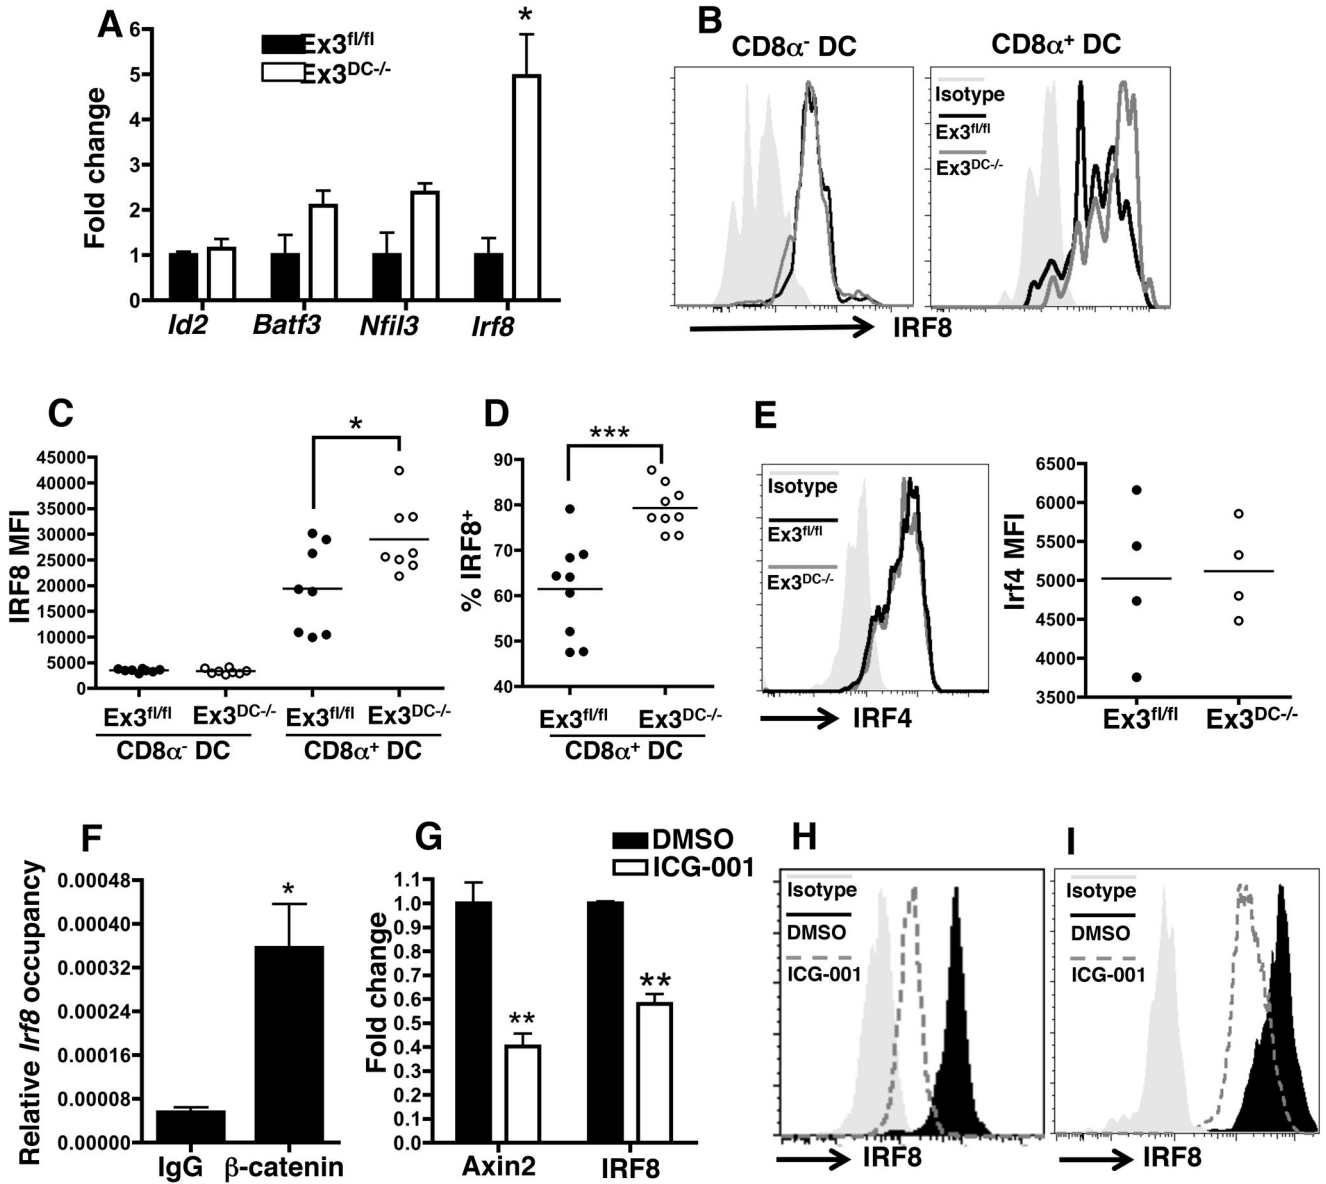 A
Fold change
6
5
4
3
2
1
0
Ex3fl/fl
Ex3DC-/-
*
Id2 Batf3 Nfil3 Irf8
B
CD8α- DC
CD8α+ DC
Isotype
Ex3fl/fl
Ex3DC-/-
IRF8
C
IRF8 MFI
45000
40000
35000
30000
25000
20000
15000
10000
5000
0
*
Ex3fl/fl Ex3DC-/- Ex3fl/fl Ex3DC-/-
CD8α- DC CD8α+ DC
D
% IRF8+
90
80
70
60
50
40
***
Ex3fl/fl Ex3DC-/-
CD8α+ DC
E
Isotype
Ex3fl/fl
Ex3DC-/-
IRF4
Irf4 MFI
6500
6000
5500
5000
4500
4000
3500
Ex3fl/fl Ex3DC-/-
F
Relative Irf8 occupancy
0.00048
0.00040
0.00032
0.00024
0.00016
0.00008
0.00000
*
IgG β-catenin
G
DMSO
ICG-001
Fold change
1.1
1.0
0.9
0.8
0.7
0.6
0.5
0.4
0.3
0.2
0.1
0.0
**
**
Axin2 IRF8
H
Isotype
DMSO
ICG-001
IRF8
I
Isotype
DMSO
ICG-001
IRF8